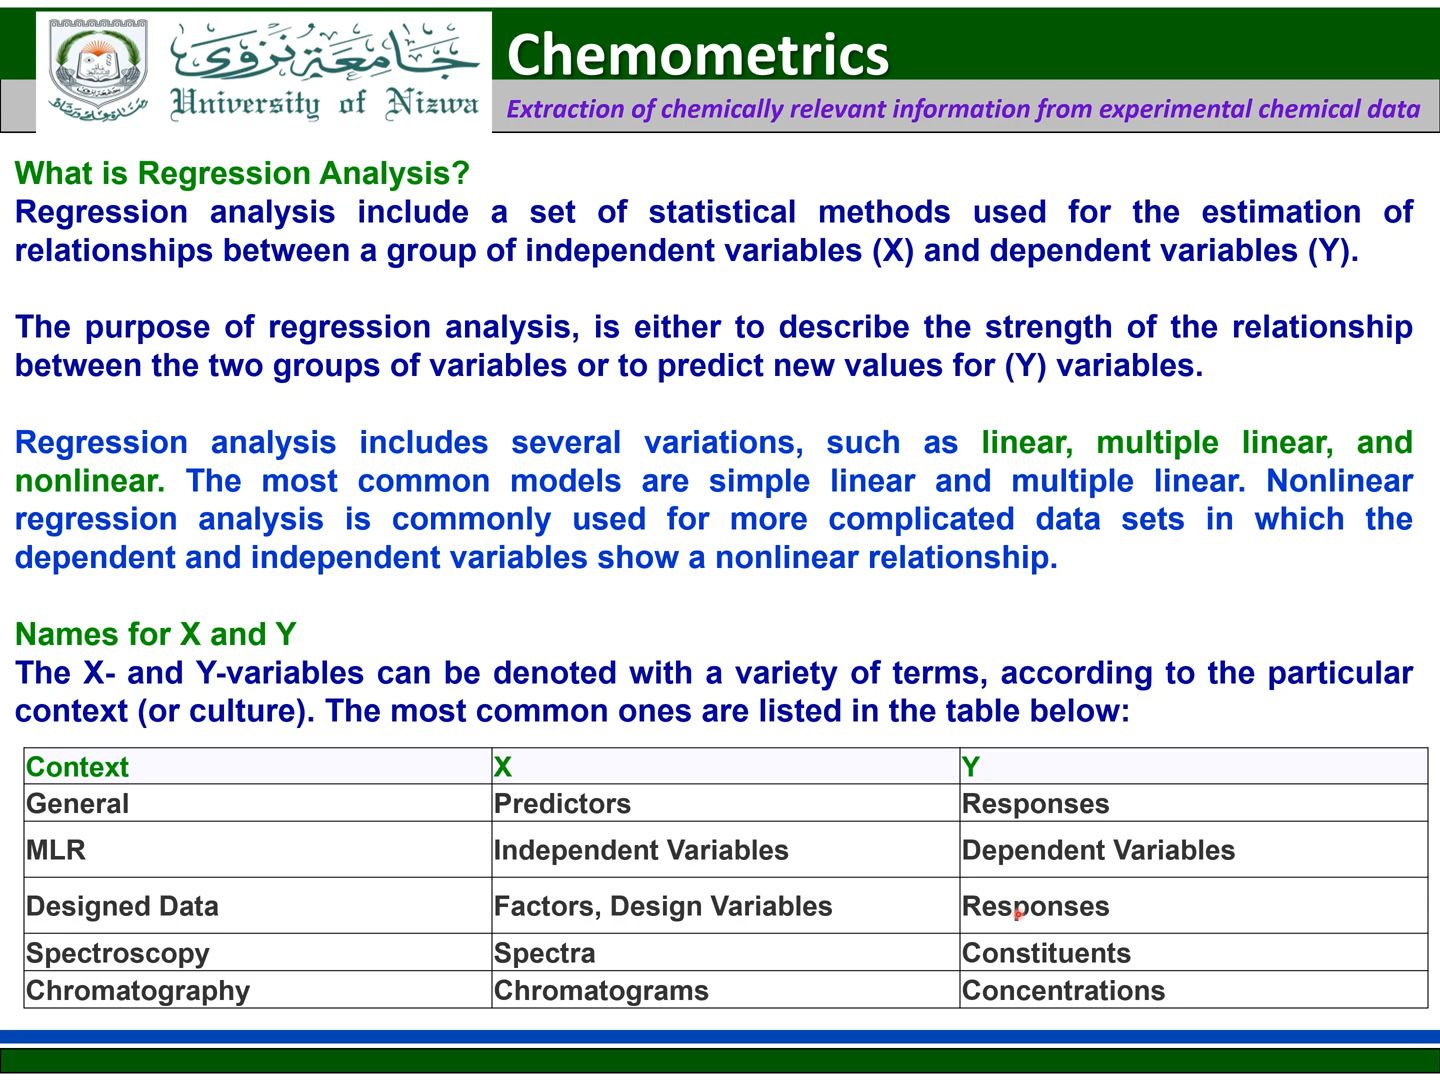 جامعة نزوى
University of Nizwa
Chemometrics
Extraction of chemically relevant information from experimental chemical data
What is Regression Analysis?
Regression analysis include a set of statistical methods used for the estimation of
relationships between a group of independent variables (X) and dependent variables (Y).
The purpose of regression analysis, is either to describe the strength of the relationship
between the two groups of variables or to predict new values for (Y) variables.
Regression analysis includes several variations, such as linear, multiple linear, and
nonlinear. The most common models are simple linear and multiple linear. Nonlinear
regression analysis is commonly used for more complicated data sets in which the
dependent and independent variables show a nonlinear relationship.
Names for X and Y
The X- and Y-variables can be denoted with a variety of terms, according to the particular
context (or culture). The most common ones are listed in the table below:
Context X Y
General Predictors Responses
MLR Independent Variables Dependent Variables
Designed Data Factors, Design Variables Responses
Spectroscopy Spectra Constituents
Chromatography Chromatograms Concentrations